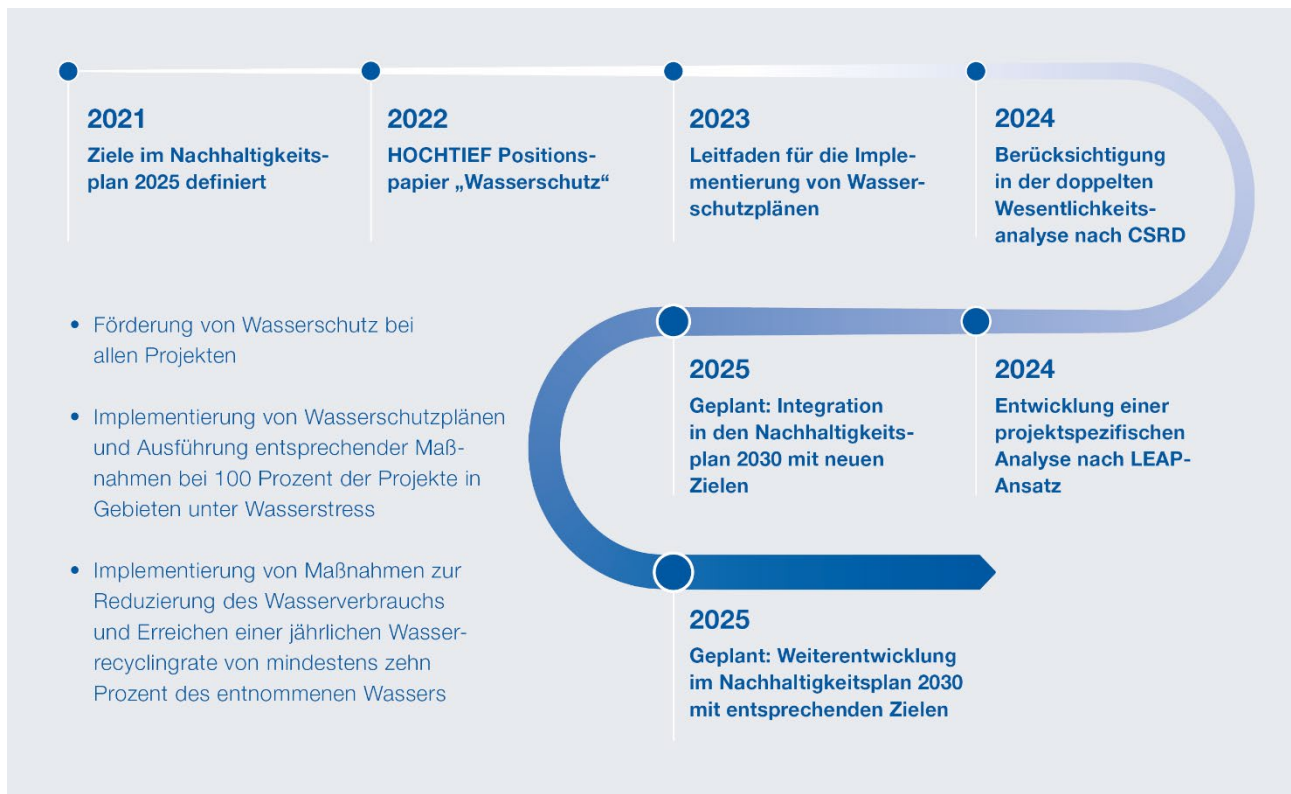 2021
Ziele im Nachhaltigkeits-
plan 2025 definiert
2022
HOCHTIEF Positions-
papier „Wasserschutz“
2023
Leitfaden für die Imple-
mentierung von Wasser-
schutzplänen
2024
Berücksichtigung
in der doppelten
Wesentlichkeits-
analyse nach CSRD
• Förderung von Wasserschutz bei
allen Projekten
• Implementierung von Wasserschutzplänen
und Ausführung entsprechender Maß-
nahmen bei 100 Prozent der Projekte in
Gebieten unter Wasserstress
• Implementierung von Maßnahmen zur
Reduzierung des Wasserverbrauchs
und Erreichen einer jährlichen Wasser-
recyclingrate von mindestens zehn
Prozent des entnommenen Wassers
2024
Entwicklung einer
projektspezifischen
Analyse nach LEAP-
Ansatz
2025
Geplant: Integration
in den Nachhaltigkeits-
plan 2030 mit neuen
Zielen
2025
Geplant: Weiterentwicklung
im Nachhaltigkeitsplan 2030
mit entsprechenden Zielen